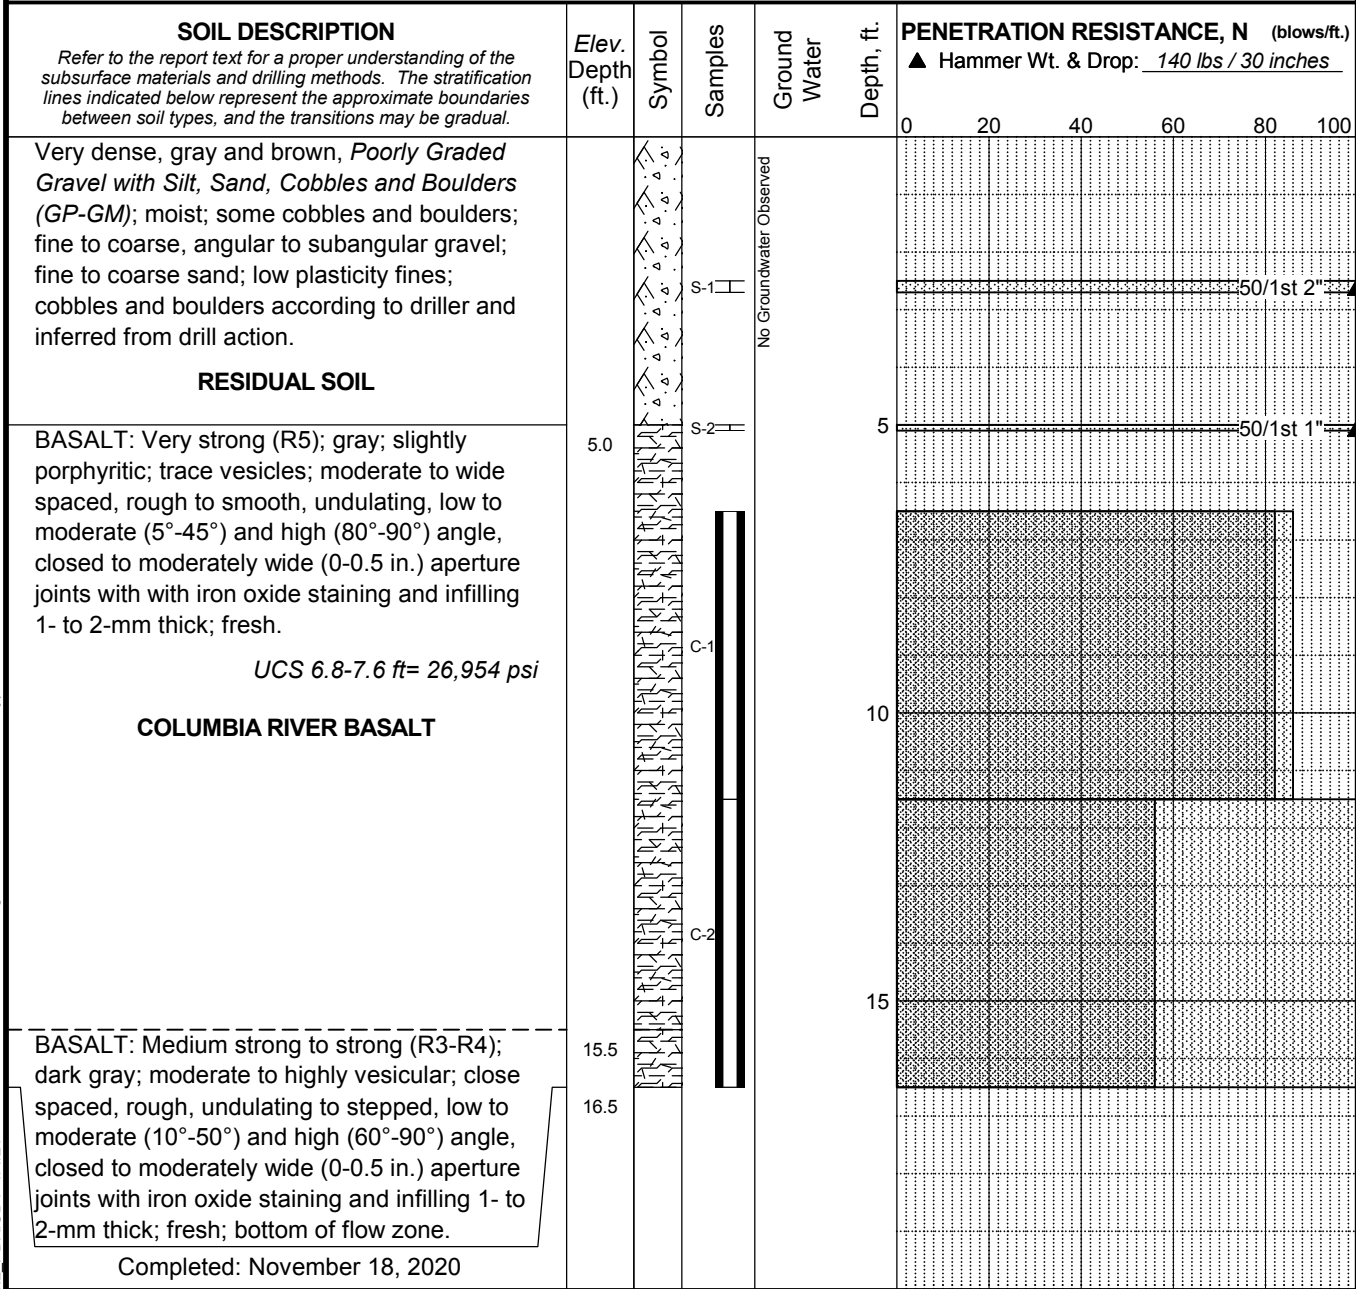 SOIL DESCRIPTION
Refer to the report text for a proper understanding of the
subsurface materials and drilling methods. The stratification
lines indicated below represent the approximate boundaries
between soil types, and the transitions may be gradual.
Elev.
Depth
(ft.)
Symbol
Samples
Ground
Water
Depth, ft.
PENETRATION RESISTANCE, N (blows/ft.)
▲ Hammer Wt. & Drop: 140 lbs / 30 inches
0 20 40 60 80 100
Very dense, gray and brown, Poorly Graded
Gravel with Silt, Sand, Cobbles and Boulders
(GP-GM); moist; some cobbles and boulders;
fine to coarse, angular to subangular gravel;
fine to coarse sand; low plasticity fines;
cobbles and boulders according to driller and
inferred from drill action.
RESIDUAL SOIL
S-1
No Groundwater Observed
50/1st 2"
BASALT: Very strong (R5); gray; slightly
porphyritic; trace vesicles; moderate to wide
spaced, rough to smooth, undulating, low to
moderate (5°-45°) and high (80°-90°) angle,
closed to moderately wide (0-0.5 in.) aperture
joints with with iron oxide staining and infilling
1- to 2-mm thick; fresh.
UCS 6.8-7.6 ft= 26,954 psi
COLUMBIA RIVER BASALT
5.0
S-2
5
50/1st 1"
C-1
10
C-2
15
BASALT: Medium strong to strong (R3-R4);
dark gray; moderate to highly vesicular; close
spaced, rough, undulating to stepped, low to
moderate (10°-50°) and high (60°-90°) angle,
closed to moderately wide (0-0.5 in.) aperture
joints with iron oxide staining and infilling 1- to
2-mm thick; fresh; bottom of flow zone.
15.5
16.5
Completed: November 18, 2020